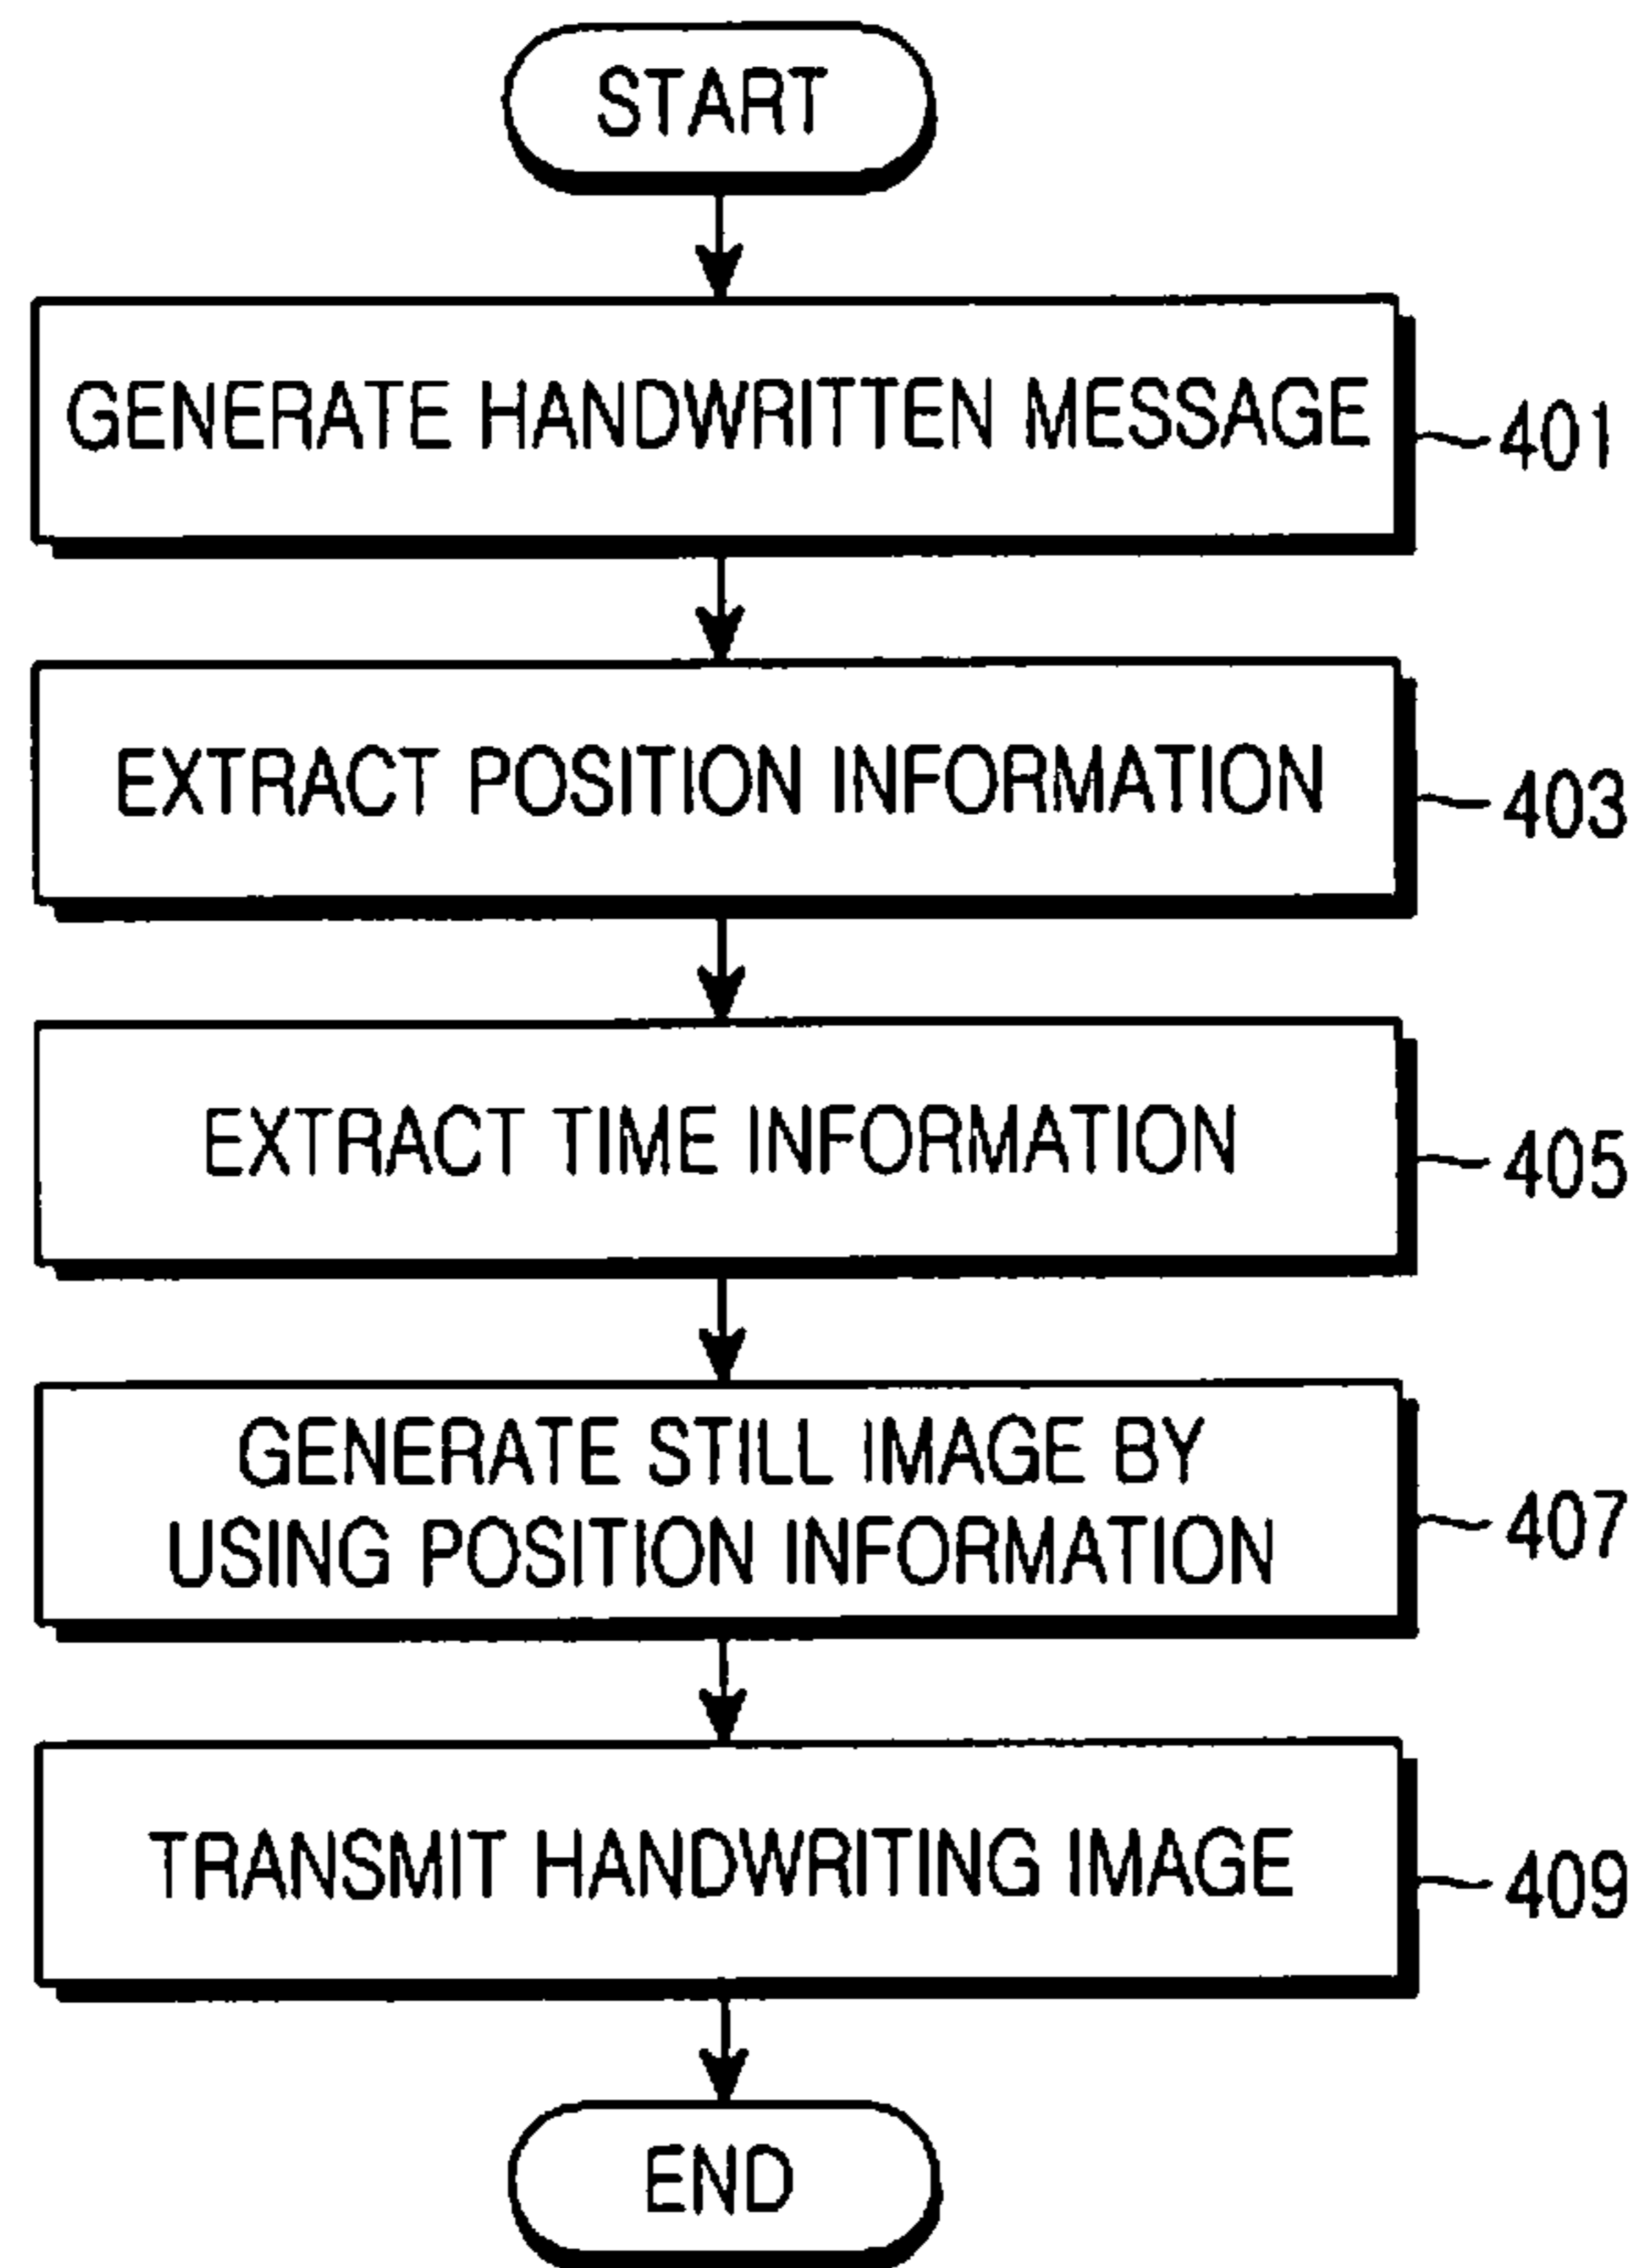 START
GENERATE HANDWRITTEN MESSAGE
401
EXTRACT POSITION INFORMATION
403
EXTRACT TIME INFORMATION
405
GENERATE STILL IMAGE BY
USING POSITION INFORMATION
407
TRANSMIT HANDWRITING IMAGE
409
END